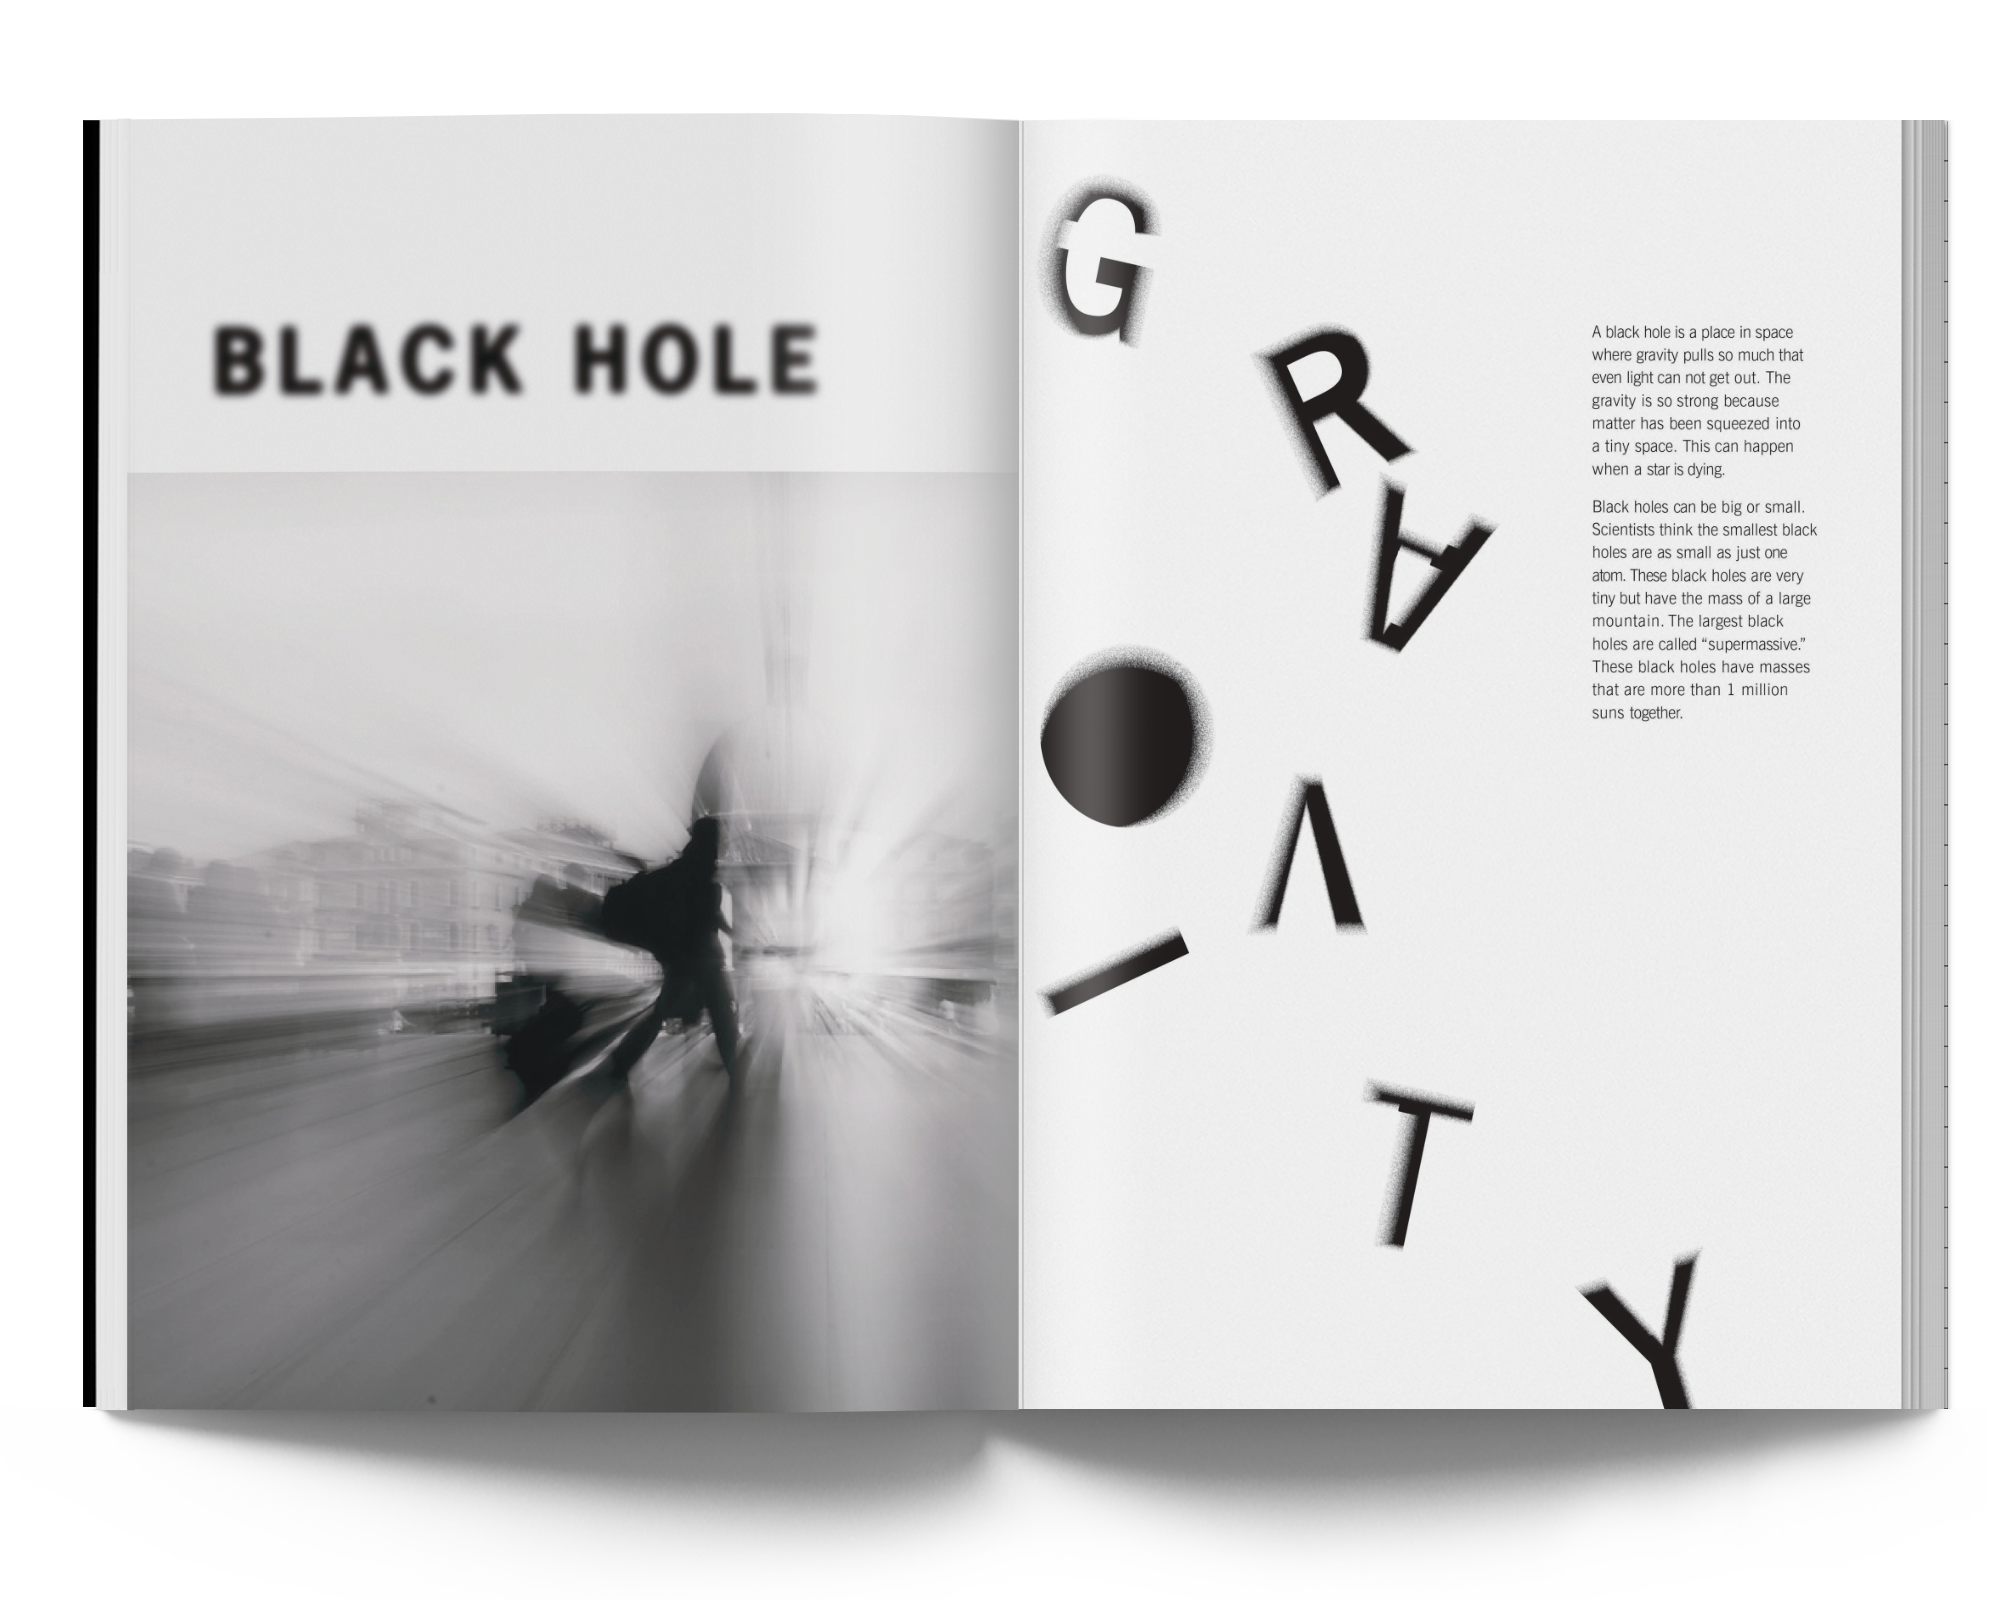 BLACK HOLE
G
R
A
V
I
T
Y
A black hole is a place in space
where gravity pulls so much that
even light can not get out. The
gravity is so strong because
matter has been squeezed into
a tiny space. This can happen
when a star is dying.
Black holes can be big or small.
Scientists think the smallest black
holes are as small as just one
atom. These black holes are very
tiny but have the mass of a large
mountain. The largest black
holes are called “supermassive.”
These black holes have masses
that are more than 1 million
suns together.